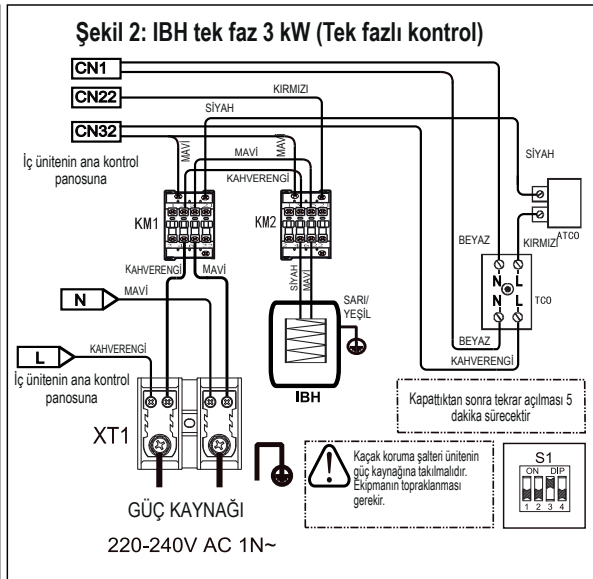 Şekil 2: IBH tek faz 3 kW (Tek fazlı kontrol)
CN1
CN22
KIRMIZI
SİYAH
CN32
MAVİ
MAVİ
MAVİ
KAHVERENGİ
SİYAH
İç ünitenin ana kontrol
panosuna
KM1
KM2
ATCO
BEYAZ
KIRMIZI
KAHVERENGİ
MAVİ
SİYAH
MAVİ
N L
N L
TCO
N
MAVİ
SARI/
YEŞİL
BEYAZ
L
KAHVERENGİ
KAHVERENGİ
İç ünitenin ana kontrol
panosuna
IBH
Kapattıktan sonra tekrar açılması 5
dakika sürecektir
XT1
Kaçak koruma şalteri ünitenin
güç kaynağına takılmalıdır.
Ekipmanın topraklanması
gerekir.
S1
ON DİP
1 2 3 4
GÜÇ KAYNAĞI
220-240V AC 1N~